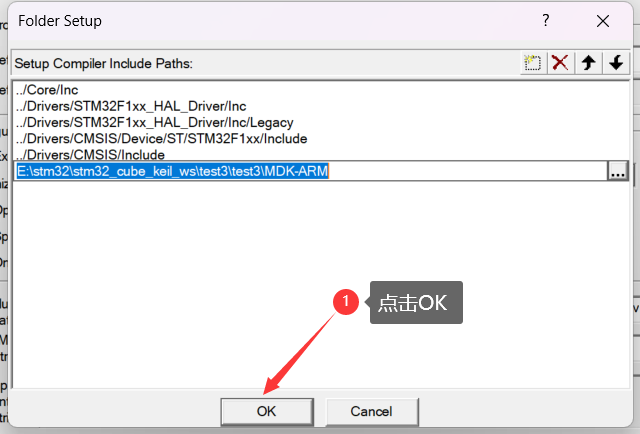 Folder Setup
?
Setup Compiler Include Paths:
../Core/Inc
../Drivers/STM32F1xx_HAL_Driver/Inc
../Drivers/STM32F1xx_HAL_Driver/Inc/Legacy
../Drivers/CMSIS/Device/ST/STM32F1xx/Include
../Drivers/CMSIS/Include
E:\stm32\stm32_cube_keil_ws\test3\test3\MDK-ARM
...
1
点击OK
OK
Cancel